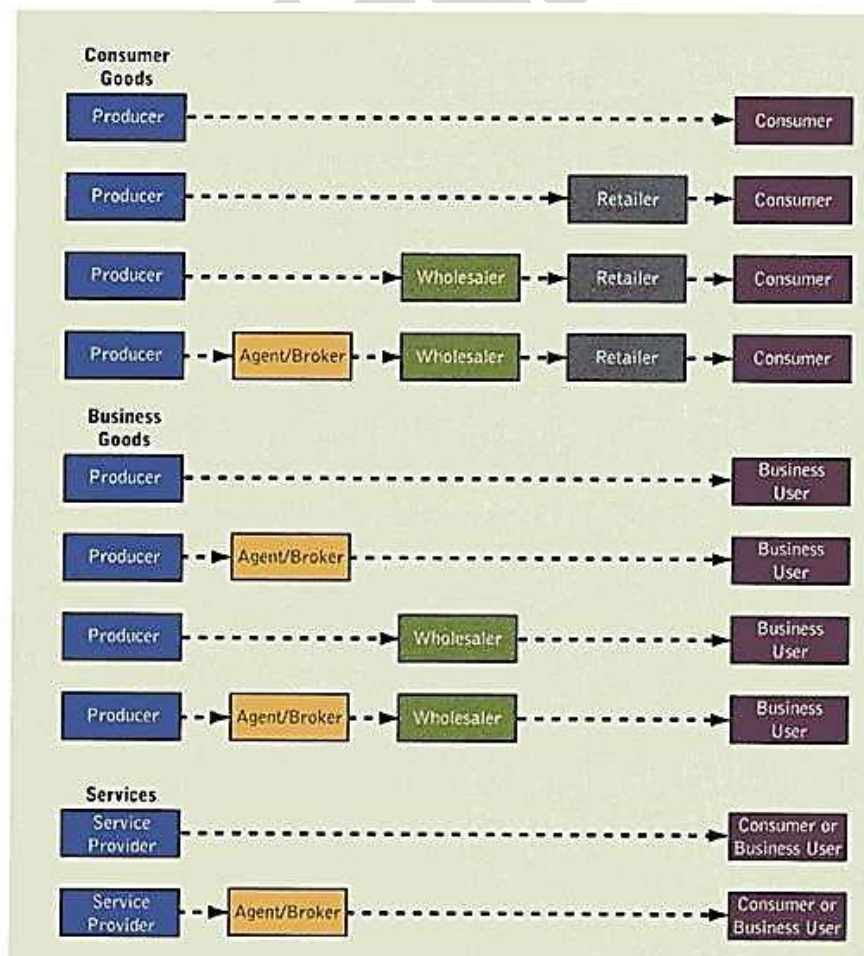 Consumer
Goods
Producer
Consumer
Producer
Retailer
Consumer
Producer
Wholesaler
Retailer
Consumer
Producer
Agent/Broker
Wholesaler
Retailer
Consumer
Business
Goods
Producer
Business
User
Producer
Agent/Broker
Business
User
Producer
Wholesaler
Business
User
Producer
Agent/Broker
Wholesaler
Business
User
Services
Service
Provider
Consumer or
Business User
Service
Provider
Agent/Broker
Consumer or
Business User